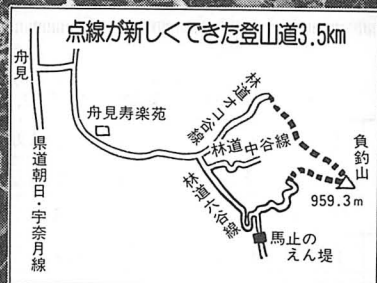 点線が新しくできた登山道3.5km
舟見
舟見寿楽苑
県道朝日・宇奈月線
林道オコ谷線
林道中谷線
林道六谷線
負釣山
959.3m
馬止の
えん堤